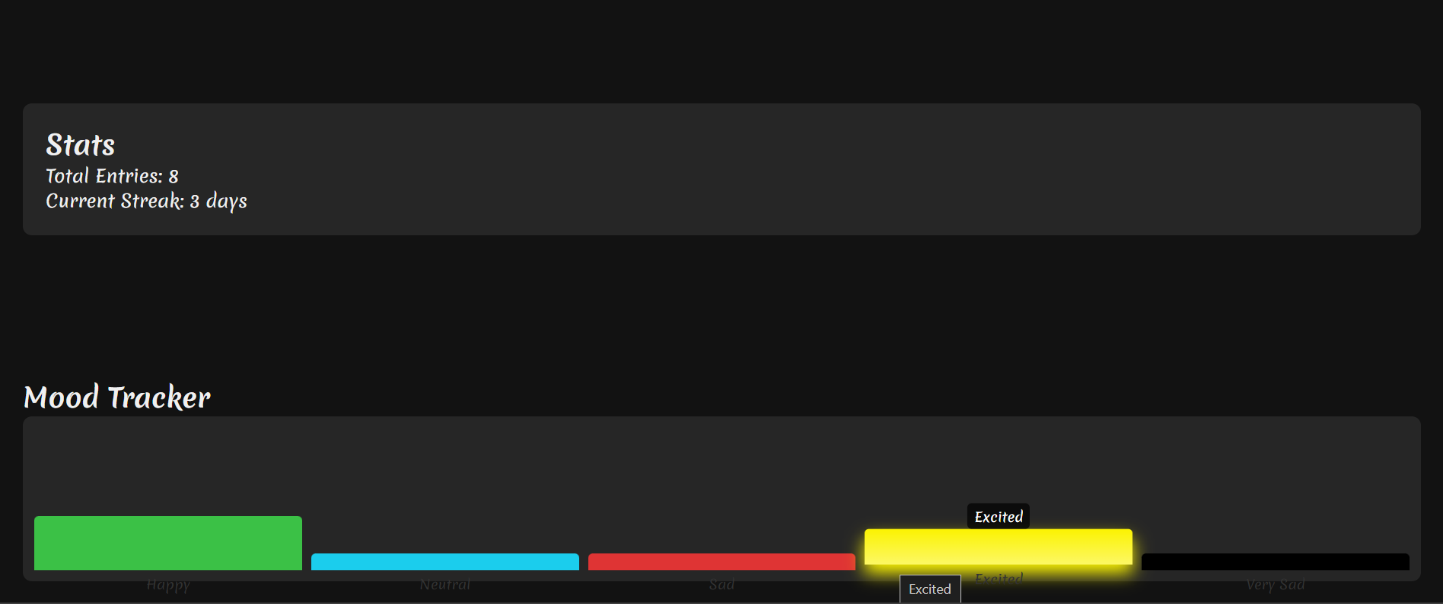 Stats
Total Entries: 8
Current Streak: 3 days
Mood Tracker
Excited
Happy
Neutral
Sad
Excited
Very Sad
Excited